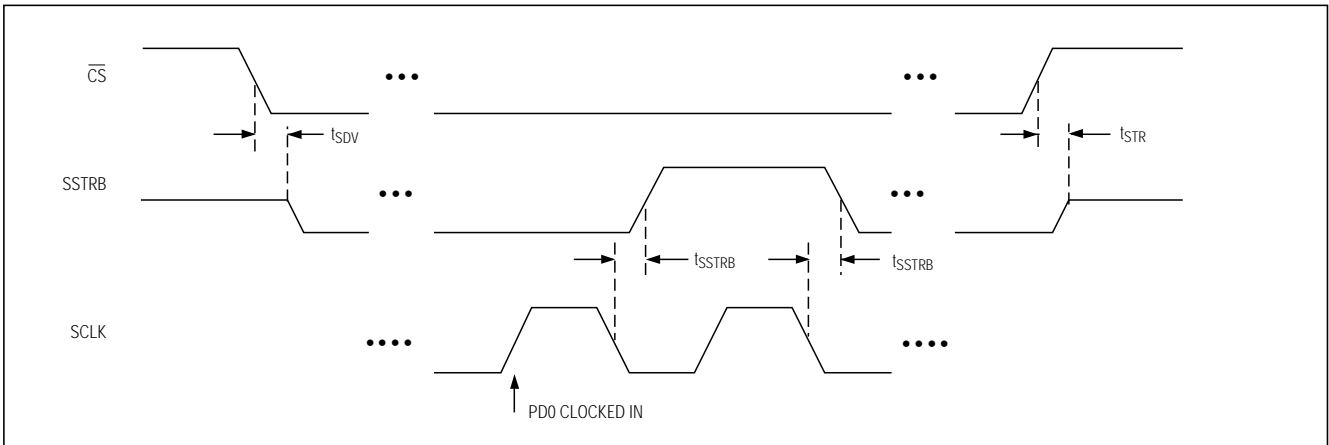 CS
tSDV
tSTR
SSTRB
tSSTRB
tSSTRB
SCLK
PD0 CLOCKED IN